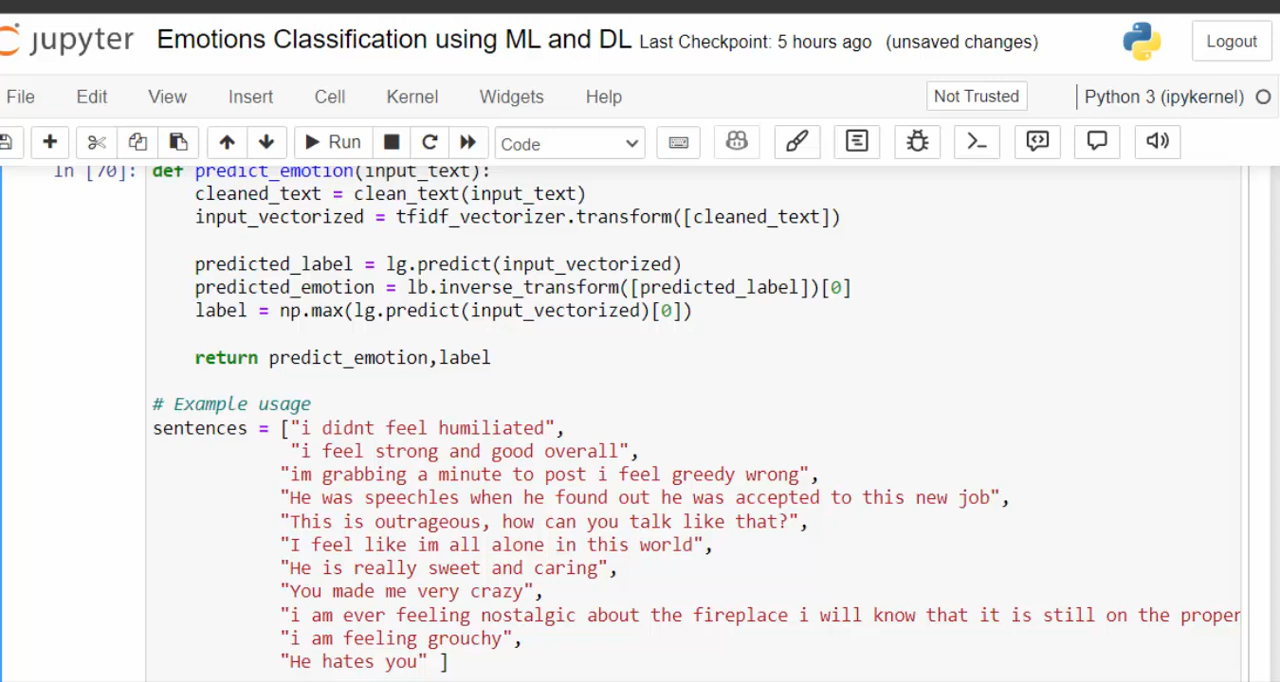 jupyter Emotions Classification using ML and DL Last Checkpoint: 5 hours ago (unsaved changes) Logout
File Edit View Insert Cell Kernel Widgets Help Not Trusted Python 3 (ipykernel)
Run Code
In [70]: def predict_emotion(input_text):
cleaned_text = clean_text(input_text)
input_vectorized = tfidf_vectorizer.transform([cleaned_text])
predicted_label = lg.predict(input_vectorized)
predicted_emotion = lb.inverse_transform([predicted_label])[0]
label = np.max(lg.predict(input_vectorized)[0])
return predict_emotion,label
# Example usage
sentences = ["i didnt feel humiliated",
"i feel strong and good overall",
"im grabbing a minute to post i feel greedy wrong",
"He was speechles when he found out he was accepted to this new job",
"This is outrageous, how can you talk like that?",
"I feel like im all alone in this world",
"He is really sweet and caring",
"You made me very crazy",
"i am ever feeling nostalgic about the fireplace i will know that it is still on the proper
"i am feeling grouchy",
"He hates you" ]